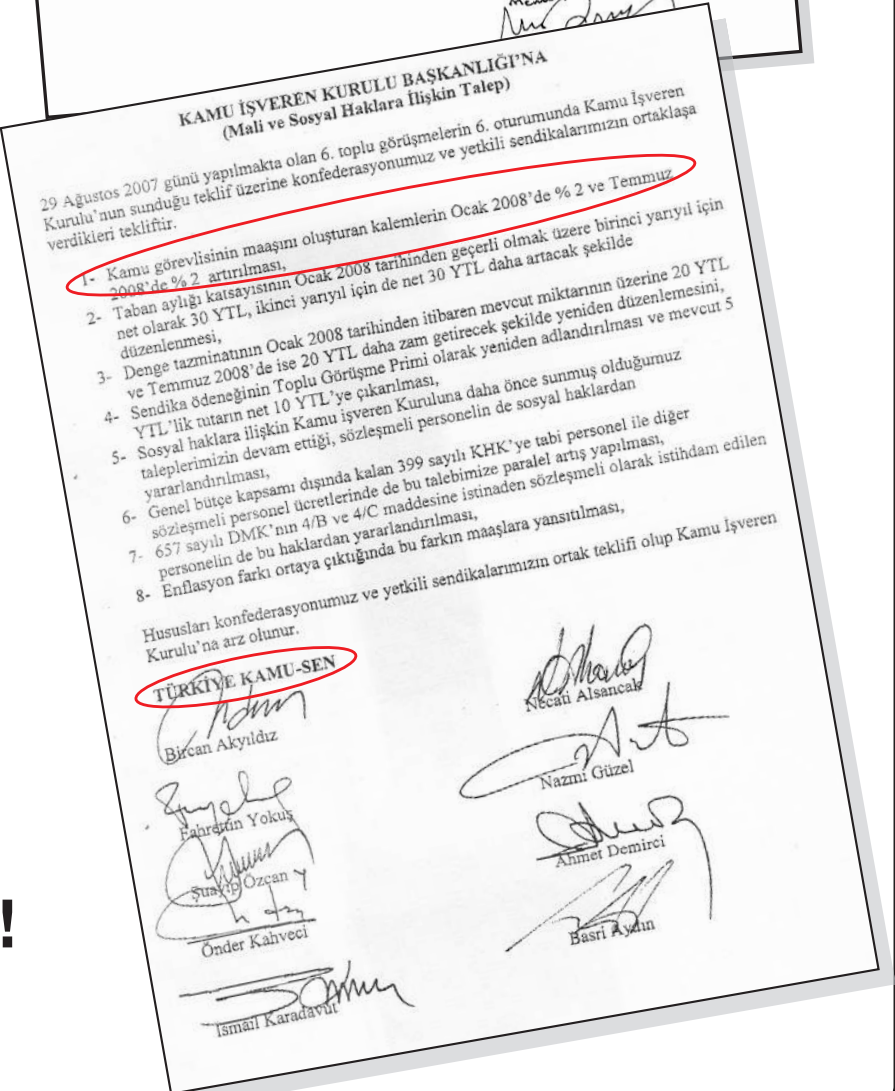 KAMU İŞVEREN KURULU BAŞKANLIĞI'NA
(Mali ve Sosyal Haklara İlişkin Talep)
29 Ağustos 2007 günü yapılmakta olan 6. toplu görüşmelerin 6. oturumunda Kamu İşveren
Kurulu'nun sunduğu teklif üzerine konfederasyonumuz ve yetkili sendikalarımızın ortaklaşa
verdikleri tekliftir.
1- Kamu görevlisinin maaşını oluşturan kalemlerin Ocak 2008'de % 2 ve Temmuz
2008'de % 2 artırılması,
2- Taban aylığı katsayısının Ocak 2008 tarihinden geçerli olmak üzere birinci yarıyıl için
net olarak 30 YTL, ikinci yarıyıl için de net 30 YTL daha artacak şekilde
düzenlenmesi,
3- Denge tazminatının Ocak 2008 tarihinden itibaren mevcut miktarının üzerine 20 YTL
ve Temmuz 2008'de ise 20 YTL daha zam getirecek şekilde yeniden düzenlemesini,
4- Sendika ödeneğinin Toplu Görüşme Primi olarak yeniden adlandırılması ve mevcut 5
YTL'lik tutarın net 10 YTL'ye çıkarılması,
5- Sosyal haklara ilişkin Kamu işveren Kuruluna daha önce sunmuş olduğumuz
taleplerimizin devam ettiği, sözleşmeli personelin de sosyal haklardan
yararlandırılması,
6- Genel bütçe kapsamı dışında kalan 399 sayılı KHK'ye tabi personel ile diğer
sözleşmeli personel ücretlerinde de bu talebimize paralel artış yapılması,
7- 657 sayılı DMK'nın 4/B ve 4/C maddesine istinaden sözleşmeli olarak istihdam edilen
personelin de bu haklardan yararlandırılması,
8- Enflasyon farkı ortaya çıktığında bu farkın maaşlara yansıtılması,
Hususları konfederasyonumuz ve yetkili sendikalarımızın ortak teklifi olup Kamu İşveren
Kurulu'na arz olunur.
TÜRKİYE KAMU-SEN
Bircan Akyıldız
Necati Alsancak
Fahrettin Yokuş
Nazmi Güzel
Şuayip Özcan
Ahmet Demirci
Önder Kahveci
Basri Aydın
İsmail Karadavut
!